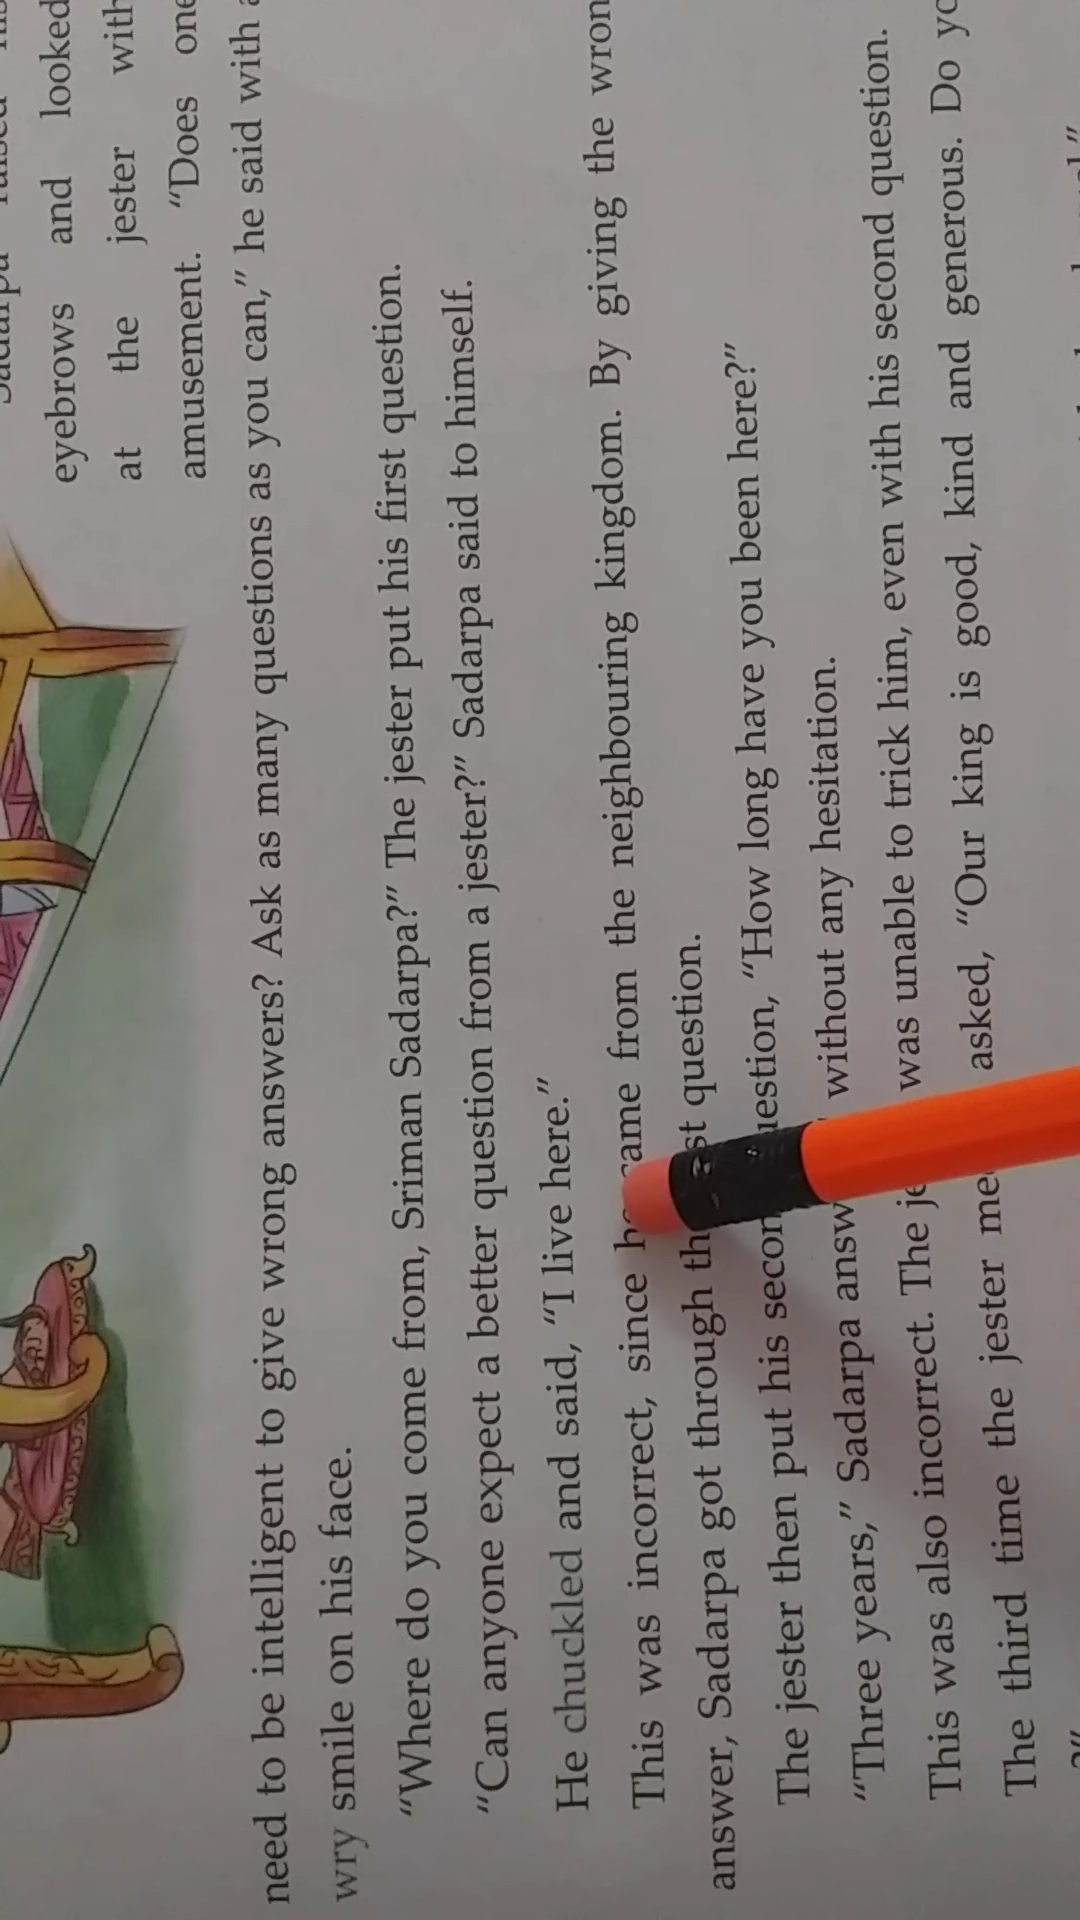 eyebrows and looked
at the jester with
amusement. "Does one
need to be intelligent to give wrong answers? Ask as many questions as you can," he said with a
wry smile on his face.
"Where do you come from, Sriman Sadarpa?" The jester put his first question.
"Can anyone expect a better question from a jester?" Sadarpa said to himself.
He chuckled and said, "I live here."
This was incorrect, since he came from the neighbouring kingdom. By giving the wron
answer, Sadarpa got through the question.
The jester then put his second question, "How long have you been here?"
"Three years," Sadarpa answ without any hesitation.
This was also incorrect. The je was unable to trick him, even with his second question.
The third time the jester me asked, "Our king is good, kind and generous. Do yo